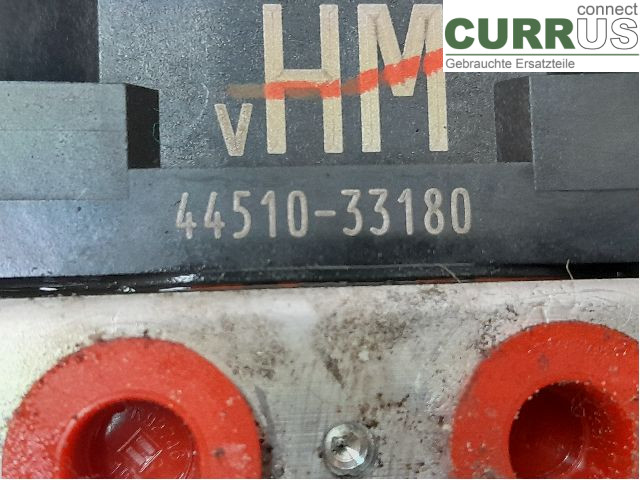 connect
CURRUS
Gebrauchte Ersatzteile
vHM
44510-33180